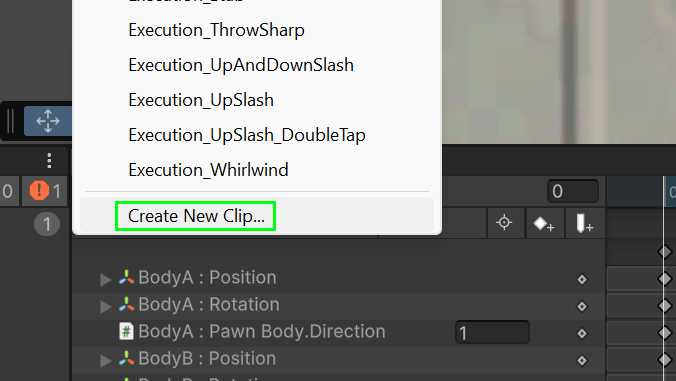 Execution_ThrowSharp
Execution_UpAndDownSlash
Execution_UpSlash
Execution_UpSlash_DoubleTap
Execution_Whirlwind
Create New Clip...
0
1
0
0
1
BodyA : Position
BodyA : Rotation
# BodyA : Pawn Body.Direction
1
BodyB : Position